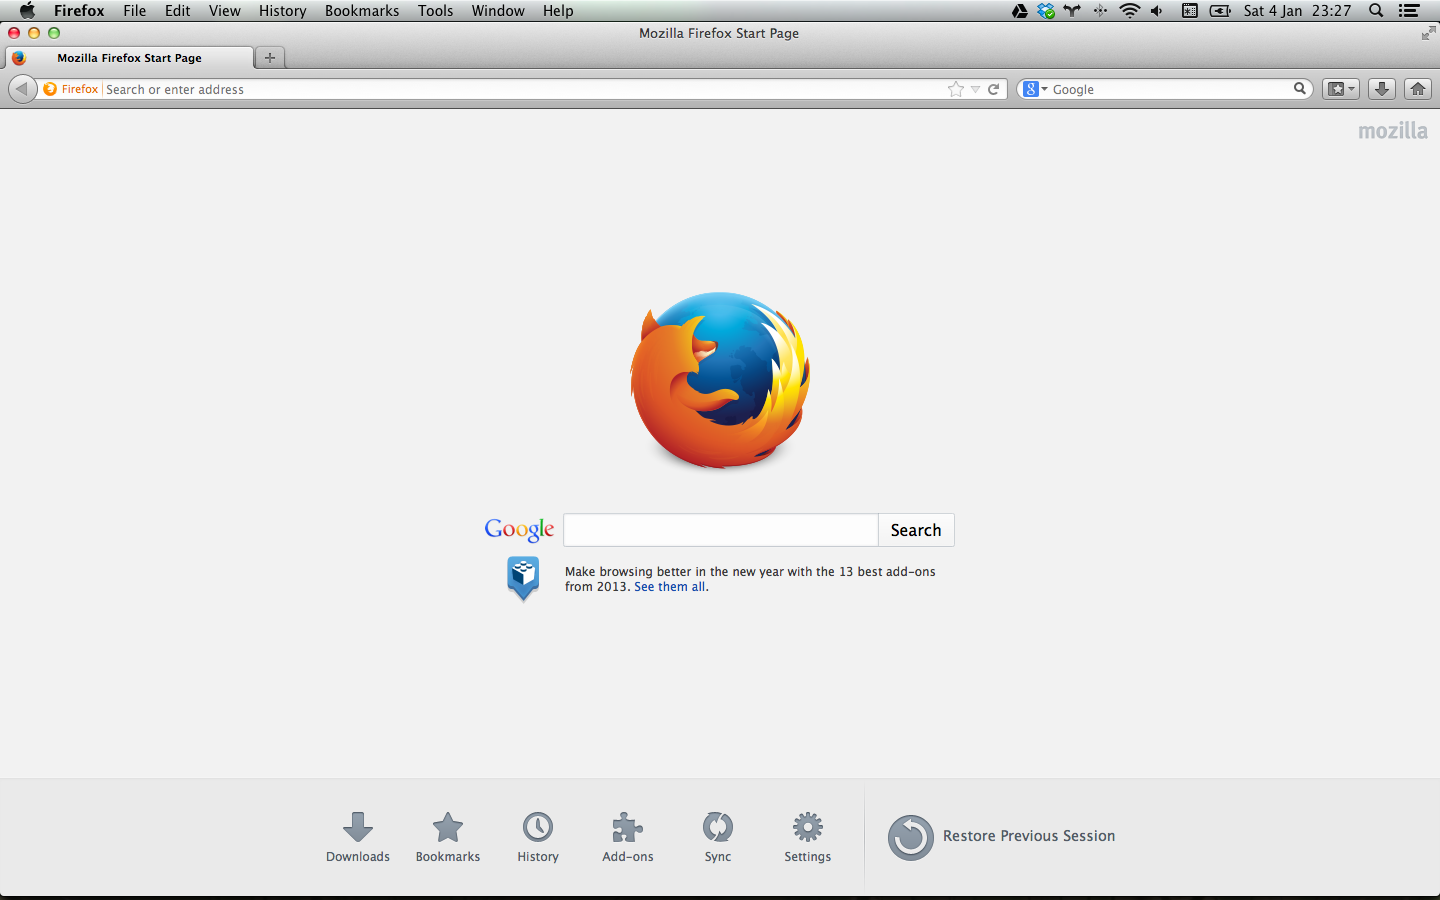 Firefox File Edit View History Bookmarks Tools Window Help Sat 4 Jan 23:27
Mozilla Firefox Start Page
Mozilla Firefox Start Page
Firefox Search or enter address 8 Google
mozilla
Google Search
Make browsing better in the new year with the 13 best add-ons
from 2013. See them all.
Downloads Bookmarks History Add-ons Sync Settings Restore Previous Session